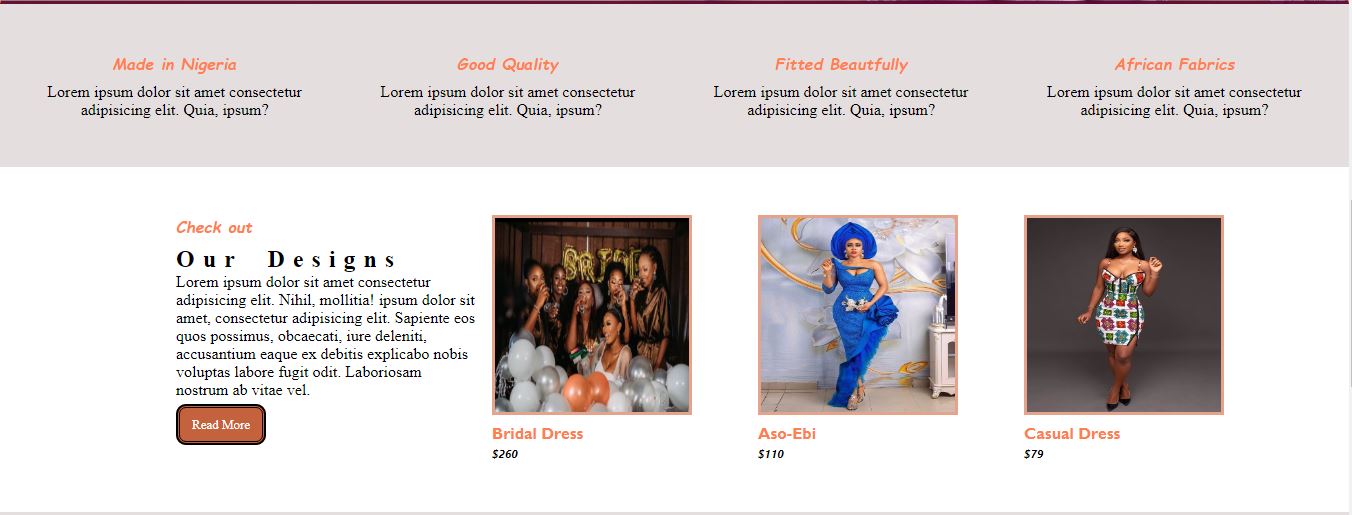 Made in Nigeria
Lorem ipsum dolor sit amet consectetur
adipisicing elit. Quia, ipsum?
Good Quality
Lorem ipsum dolor sit amet consectetur
adipisicing elit. Quia, ipsum?
Fitted Beautfully
Lorem ipsum dolor sit amet consectetur
adipisicing elit. Quia, ipsum?
African Fabrics
Lorem ipsum dolor sit amet consectetur
adipisicing elit. Quia, ipsum?
Check out
Our Designs
Lorem ipsum dolor sit amet consectetur
adipisicing elit. Nihil, mollitia! ipsum dolor sit
amet, consectetur adipisicing elit. Sapiente eos
quos possimus, obcaecati, iure deleniti,
accusantium eaque ex debitis explicabo nobis
voluptas labore fugit odit. Laboriosam
nostrum ab vitae vel.
Read More
BRIDE
Bridal Dress
$260
Aso-Ebi
$110
Casual Dress
$79